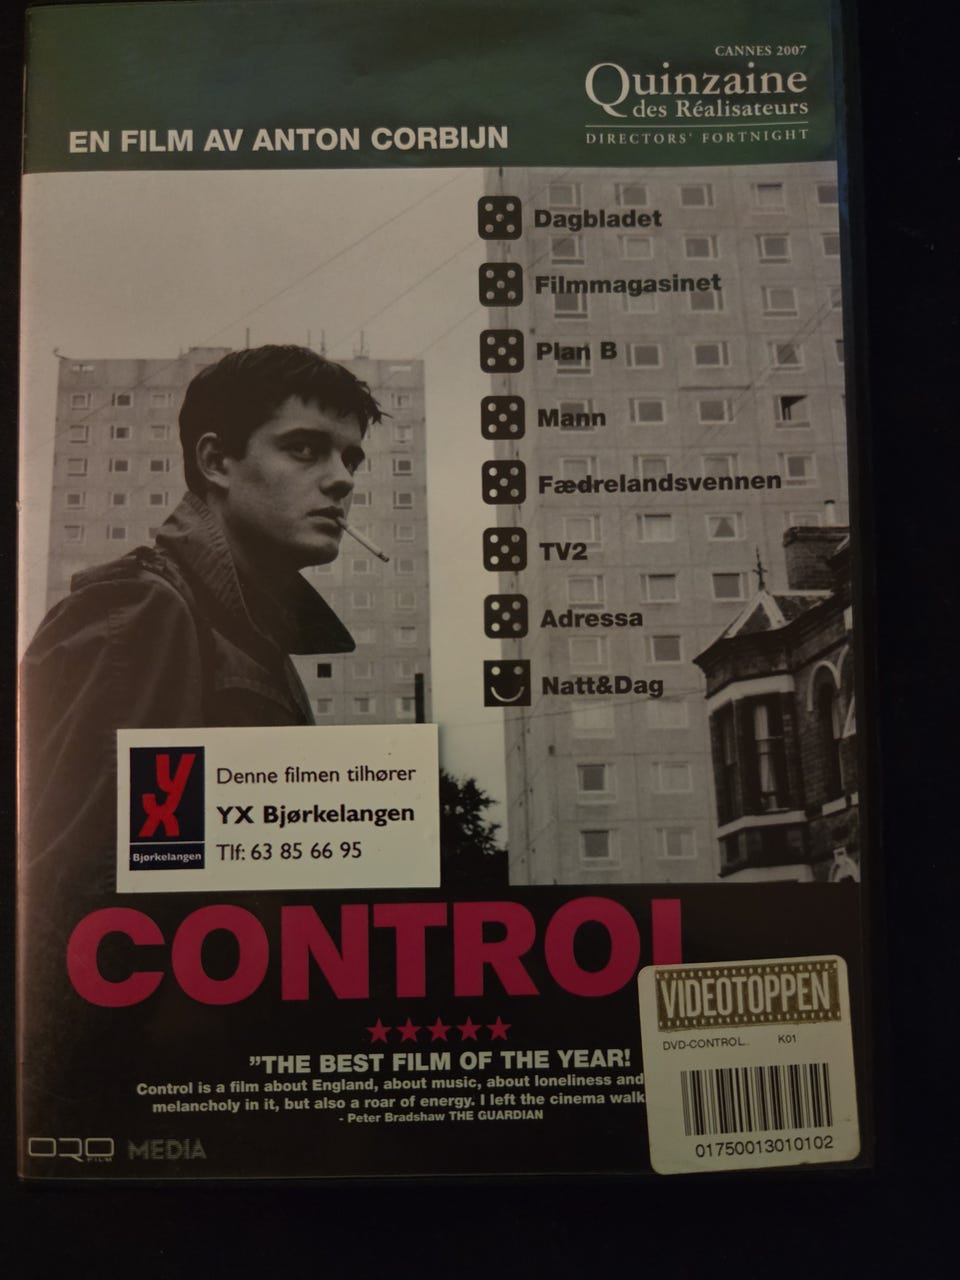 CANNES 2007
Quinzaine
des Réalisateurs
DIRECTORS' FORTNIGHT
EN FILM AV ANTON CORBIJN
Dagbladet
Filmmagasinet
Plan B
Mann
Fædrelandsvennen
TV2
Adressa
Natt&Dag
YX
Bjørkelangen
Denne filmen tilhører
YX Bjørkelangen
Tlf: 63 85 66 95
CONTROL
”THE BEST FILM OF THE YEAR!
Control is a film about England, about music, about loneliness and
melancholy in it, but also a roar of energy. I left the cinema walk
- Peter Bradshaw THE GUARDIAN
VIDEOTOPPEN
DVD-CONTROL.. K01
01750013010102
ORO FILM MEDIA